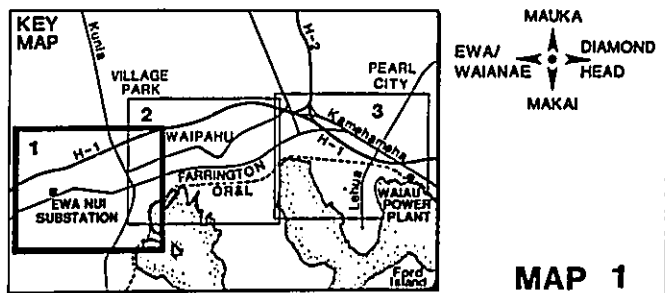 KEY
MAP
Kunia
H-2
VILLAGE
PARK
PEARL
CITY
1
2
3
WAIPAHU
H-1
Kamehameha
H-1
FARRINGTON
OR&L
EWA NUI
SUBSTATION
Lehua
WAIAU
POWER
PLANT
Ford
Island
MAUKA
EWA/
WAIANAE
DIAMOND
HEAD
MAKAI
MAP 1